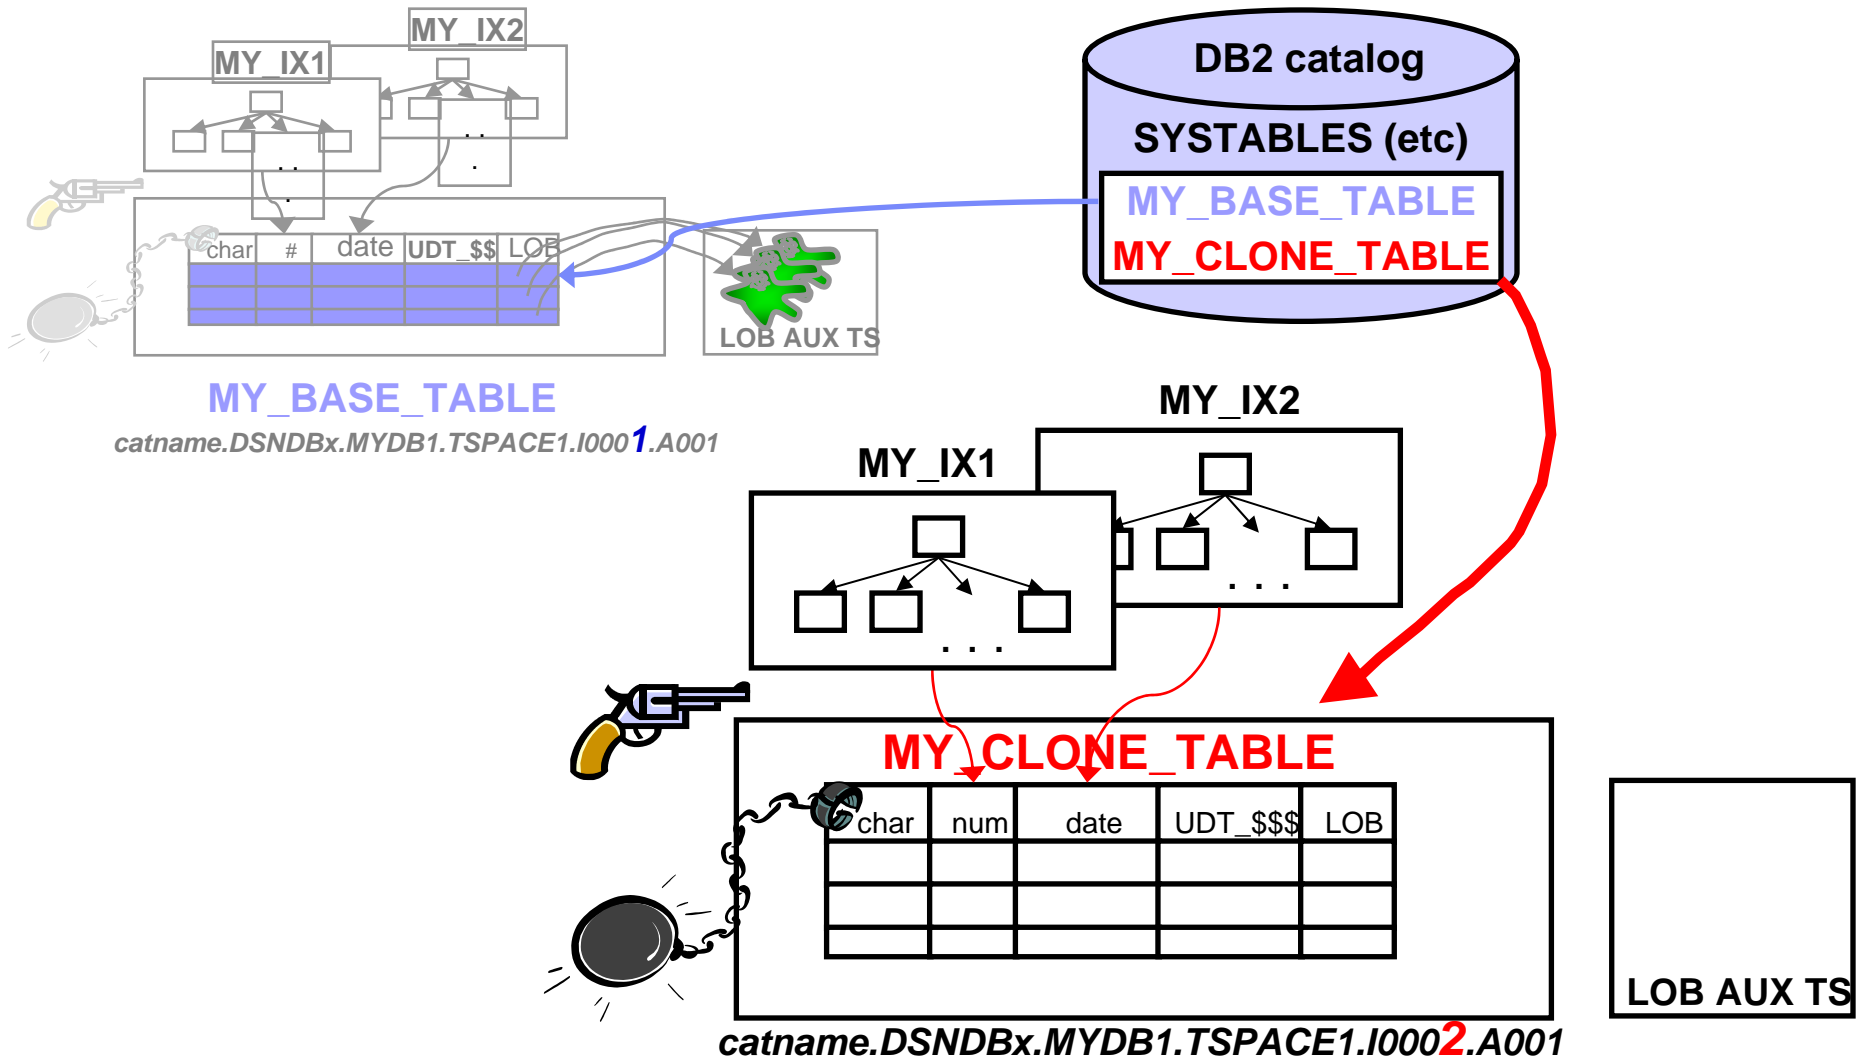 MY_IX2
MY_IX1
. .
.
. .
.
char # date UDT_$$ LOB
LOB AUX TS
MY_BASE_TABLE
catname.DSNDBx.MYDB1.TSPACE1.I0001.A001
DB2 catalog
SYSTABLES (etc)
MY_BASE_TABLE
MY_CLONE_TABLE
MY_IX2
MY_IX1
. . .
. . .
MY_CLONE_TABLE
char num date UDT_$$$ LOB
LOB AUX TS
catname.DSNDBx.MYDB1.TSPACE1.I0002.A001